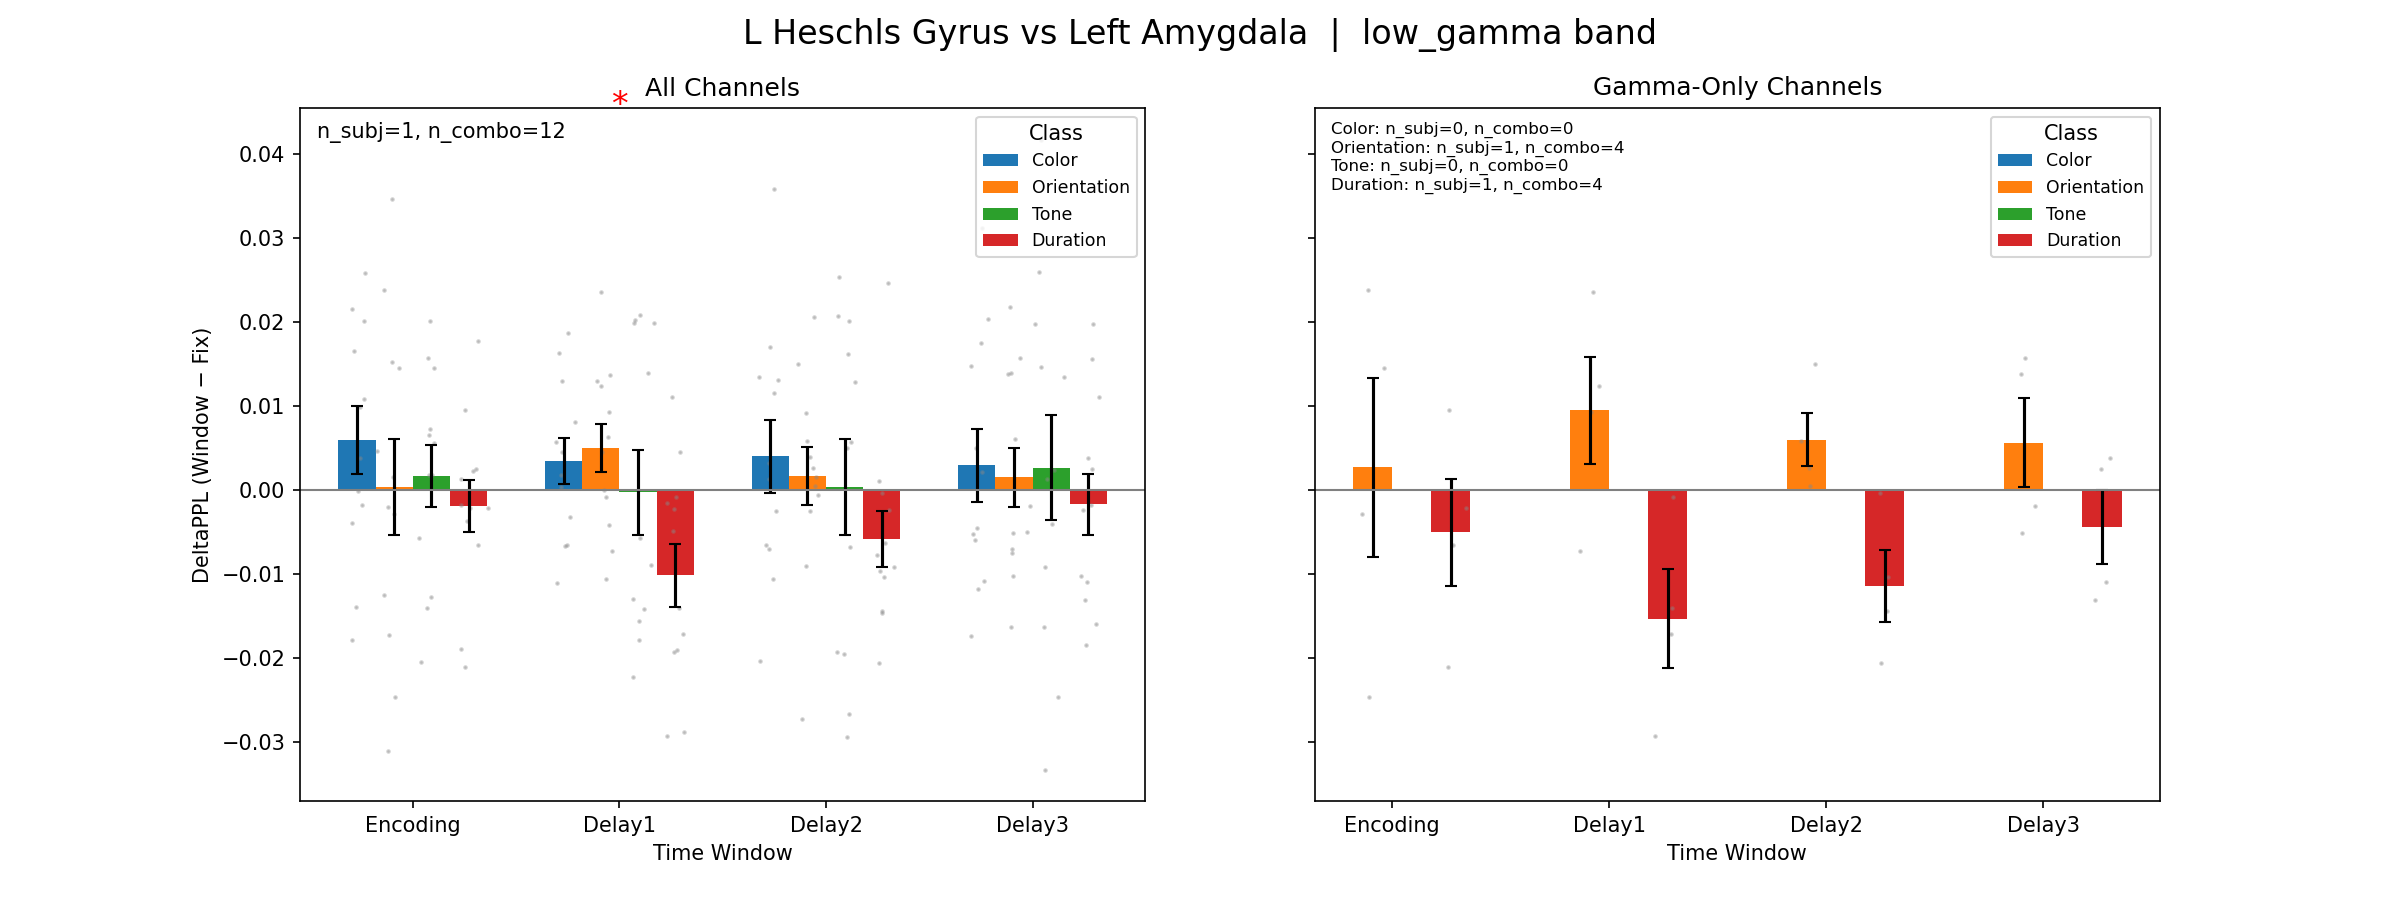 L Heschls Gyrus vs Left Amygdala | low_gamma band
All Channels
*
n_subj=1, n_combo=12
Class
Color
Orientation
Tone
Duration
0.04
0.03
0.02
0.01
0.00
−0.01
−0.02
−0.03
DeltaPPL (Window − Fix)
Encoding
Delay1
Delay2
Delay3
Time Window
Gamma-Only Channels
Color: n_subj=0, n_combo=0
Orientation: n_subj=1, n_combo=4
Tone: n_subj=0, n_combo=0
Duration: n_subj=1, n_combo=4
Class
Color
Orientation
Tone
Duration
Encoding
Delay1
Delay2
Delay3
Time Window